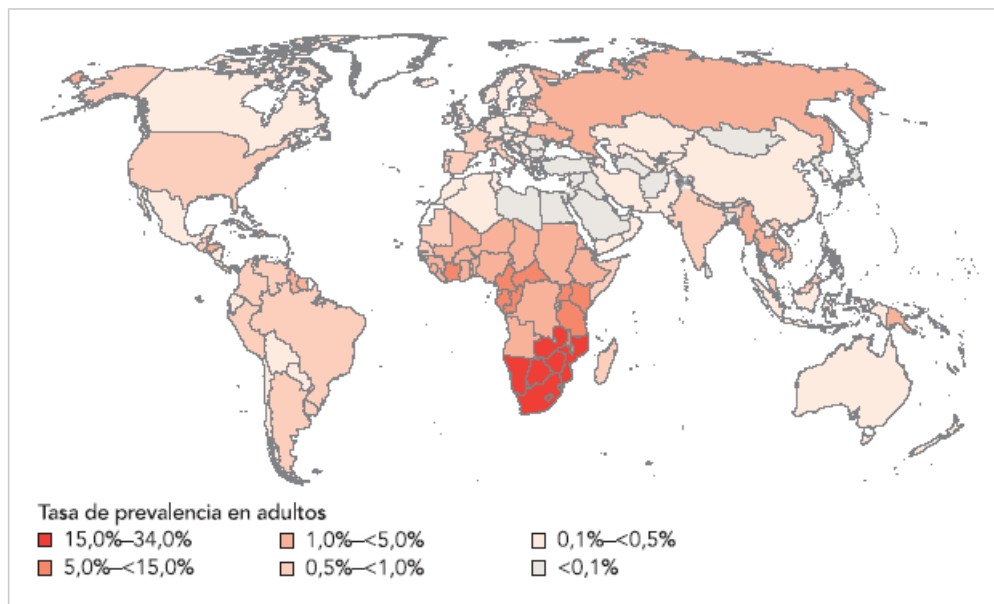 Tasa de prevalencia en adultos
15,0%–34,0% 1,0%–<5,0% 0,1%–<0,5%
5,0%–<15,0% 0,5%–<1,0% <0,1%